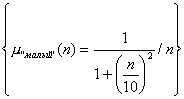 { μ"малый" (n) = 1 / (1 + (n/10)²) / n }